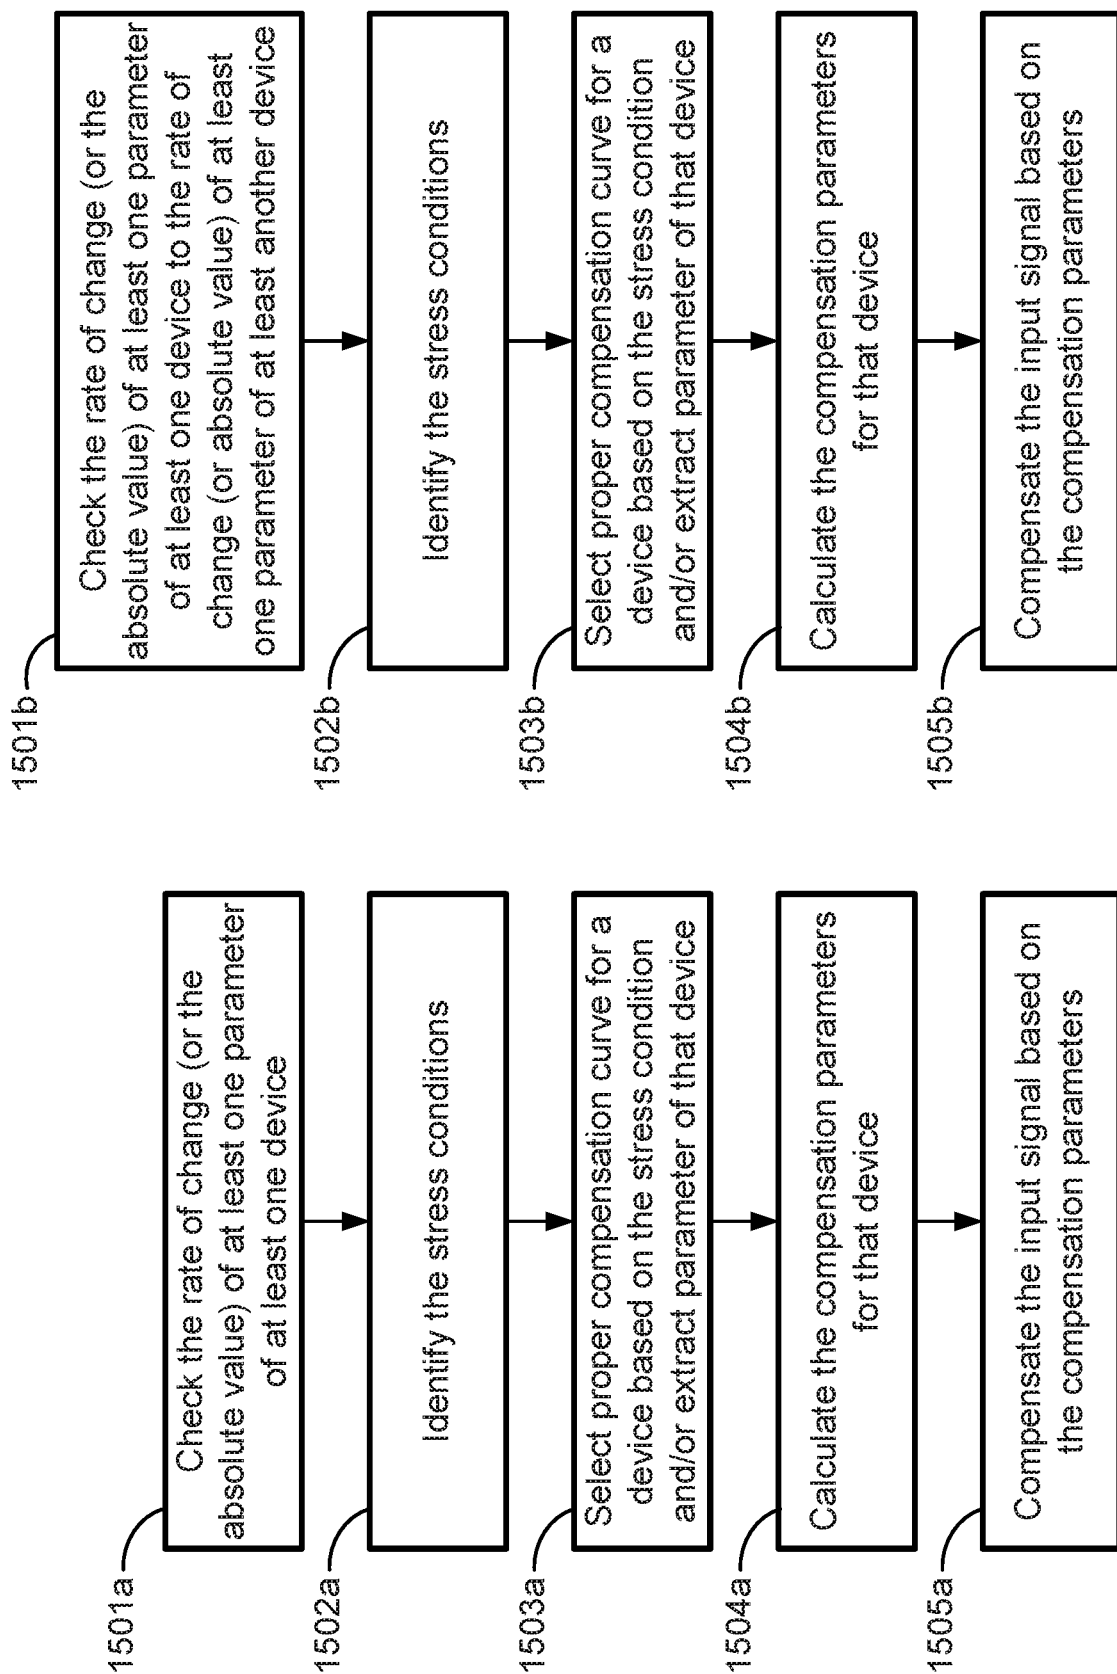 1501a
Check the rate of change (or the
absolute value) of at least one parameter
of at least one device
1502a
Identify the stress conditions
1503a
Select proper compensation curve for a
device based on the stress condition
and/or extract parameter of that device
1504a
Calculate the compensation parameters
for that device
1505a
Compensate the input signal based on
the compensation parameters
1501b
Check the rate of change (or the
absolute value) of at least one parameter
of at least one device to the rate of
change (or absolute value) of at least
one parameter of at least another device
1502b
Identify the stress conditions
1503b
Select proper compensation curve for a
device based on the stress condition
and/or extract parameter of that device
1504b
Calculate the compensation parameters
for that device
1505b
Compensate the input signal based on
the compensation parameters